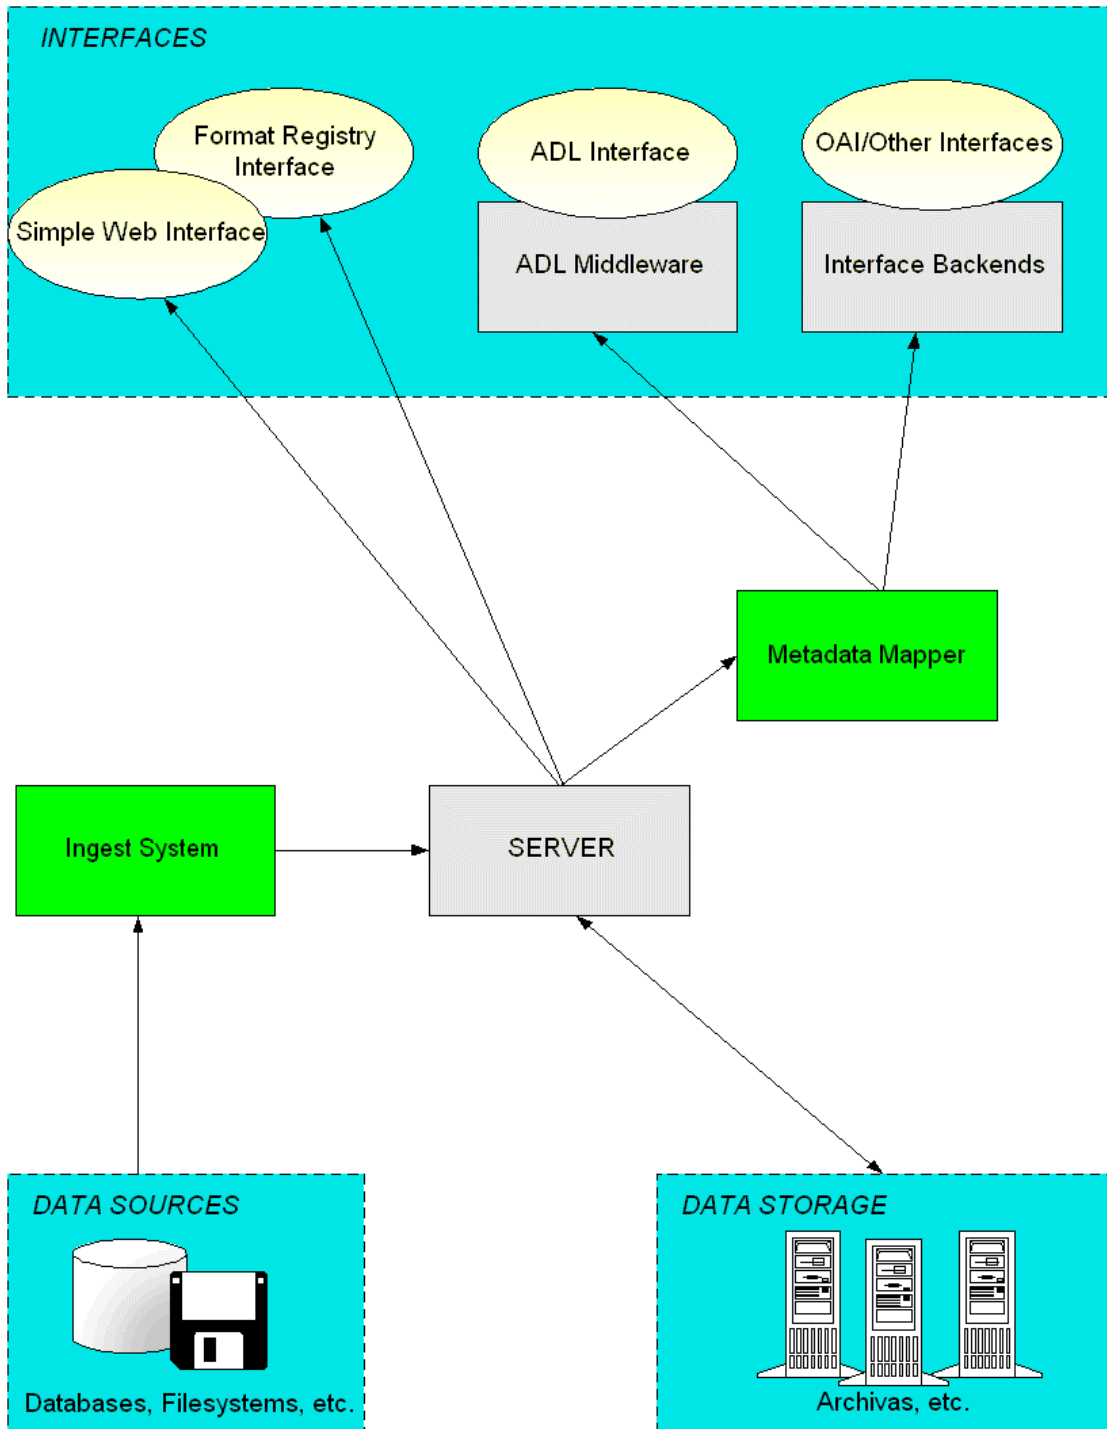 INTERFACES
Format Registry
Interface
Simple Web Interface
ADL Interface
OAI/Other Interfaces
ADL Middleware
Interface Backends
Metadata Mapper
Ingest System
SERVER
DATA SOURCES
Databases, Filesystems, etc.
DATA STORAGE
Archivas, etc.